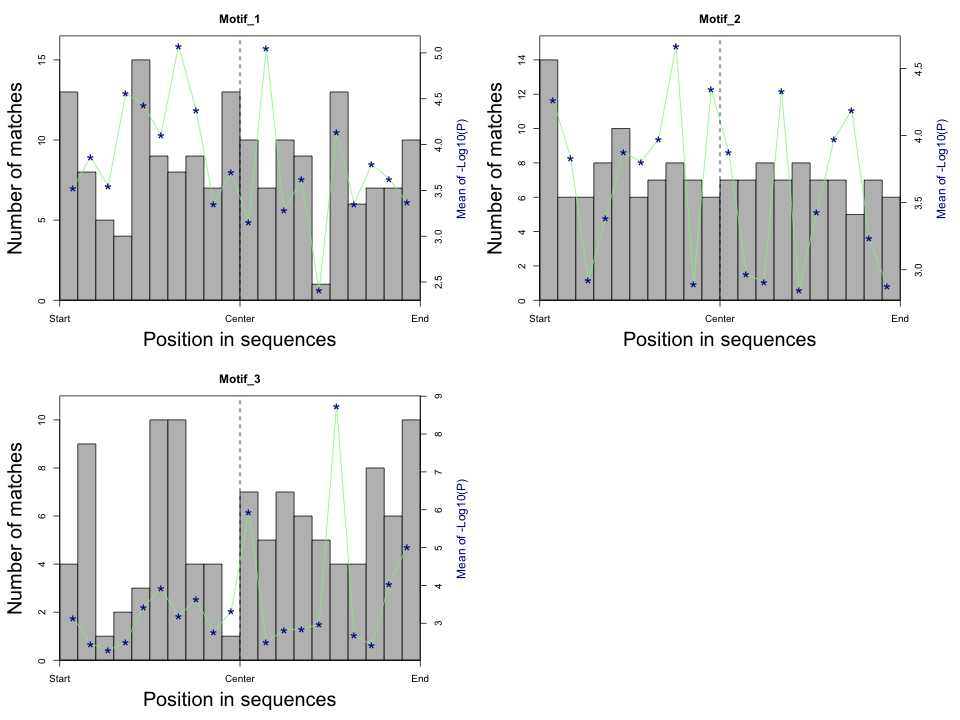 Motif_1
Number of matches
0 5 10 15
2.5 3.0 3.5 4.0 4.5 5.0
Mean of -Log10(P)
Start Center End
Position in sequences
Motif_2
Number of matches
0 2 4 6 8 10 12 14
3.0 3.5 4.0 4.5
Mean of -Log10(P)
Start Center End
Position in sequences
Motif_3
Number of matches
0 2 4 6 8 10
3 4 5 6 7 8 9
Mean of -Log10(P)
Start Center End
Position in sequences